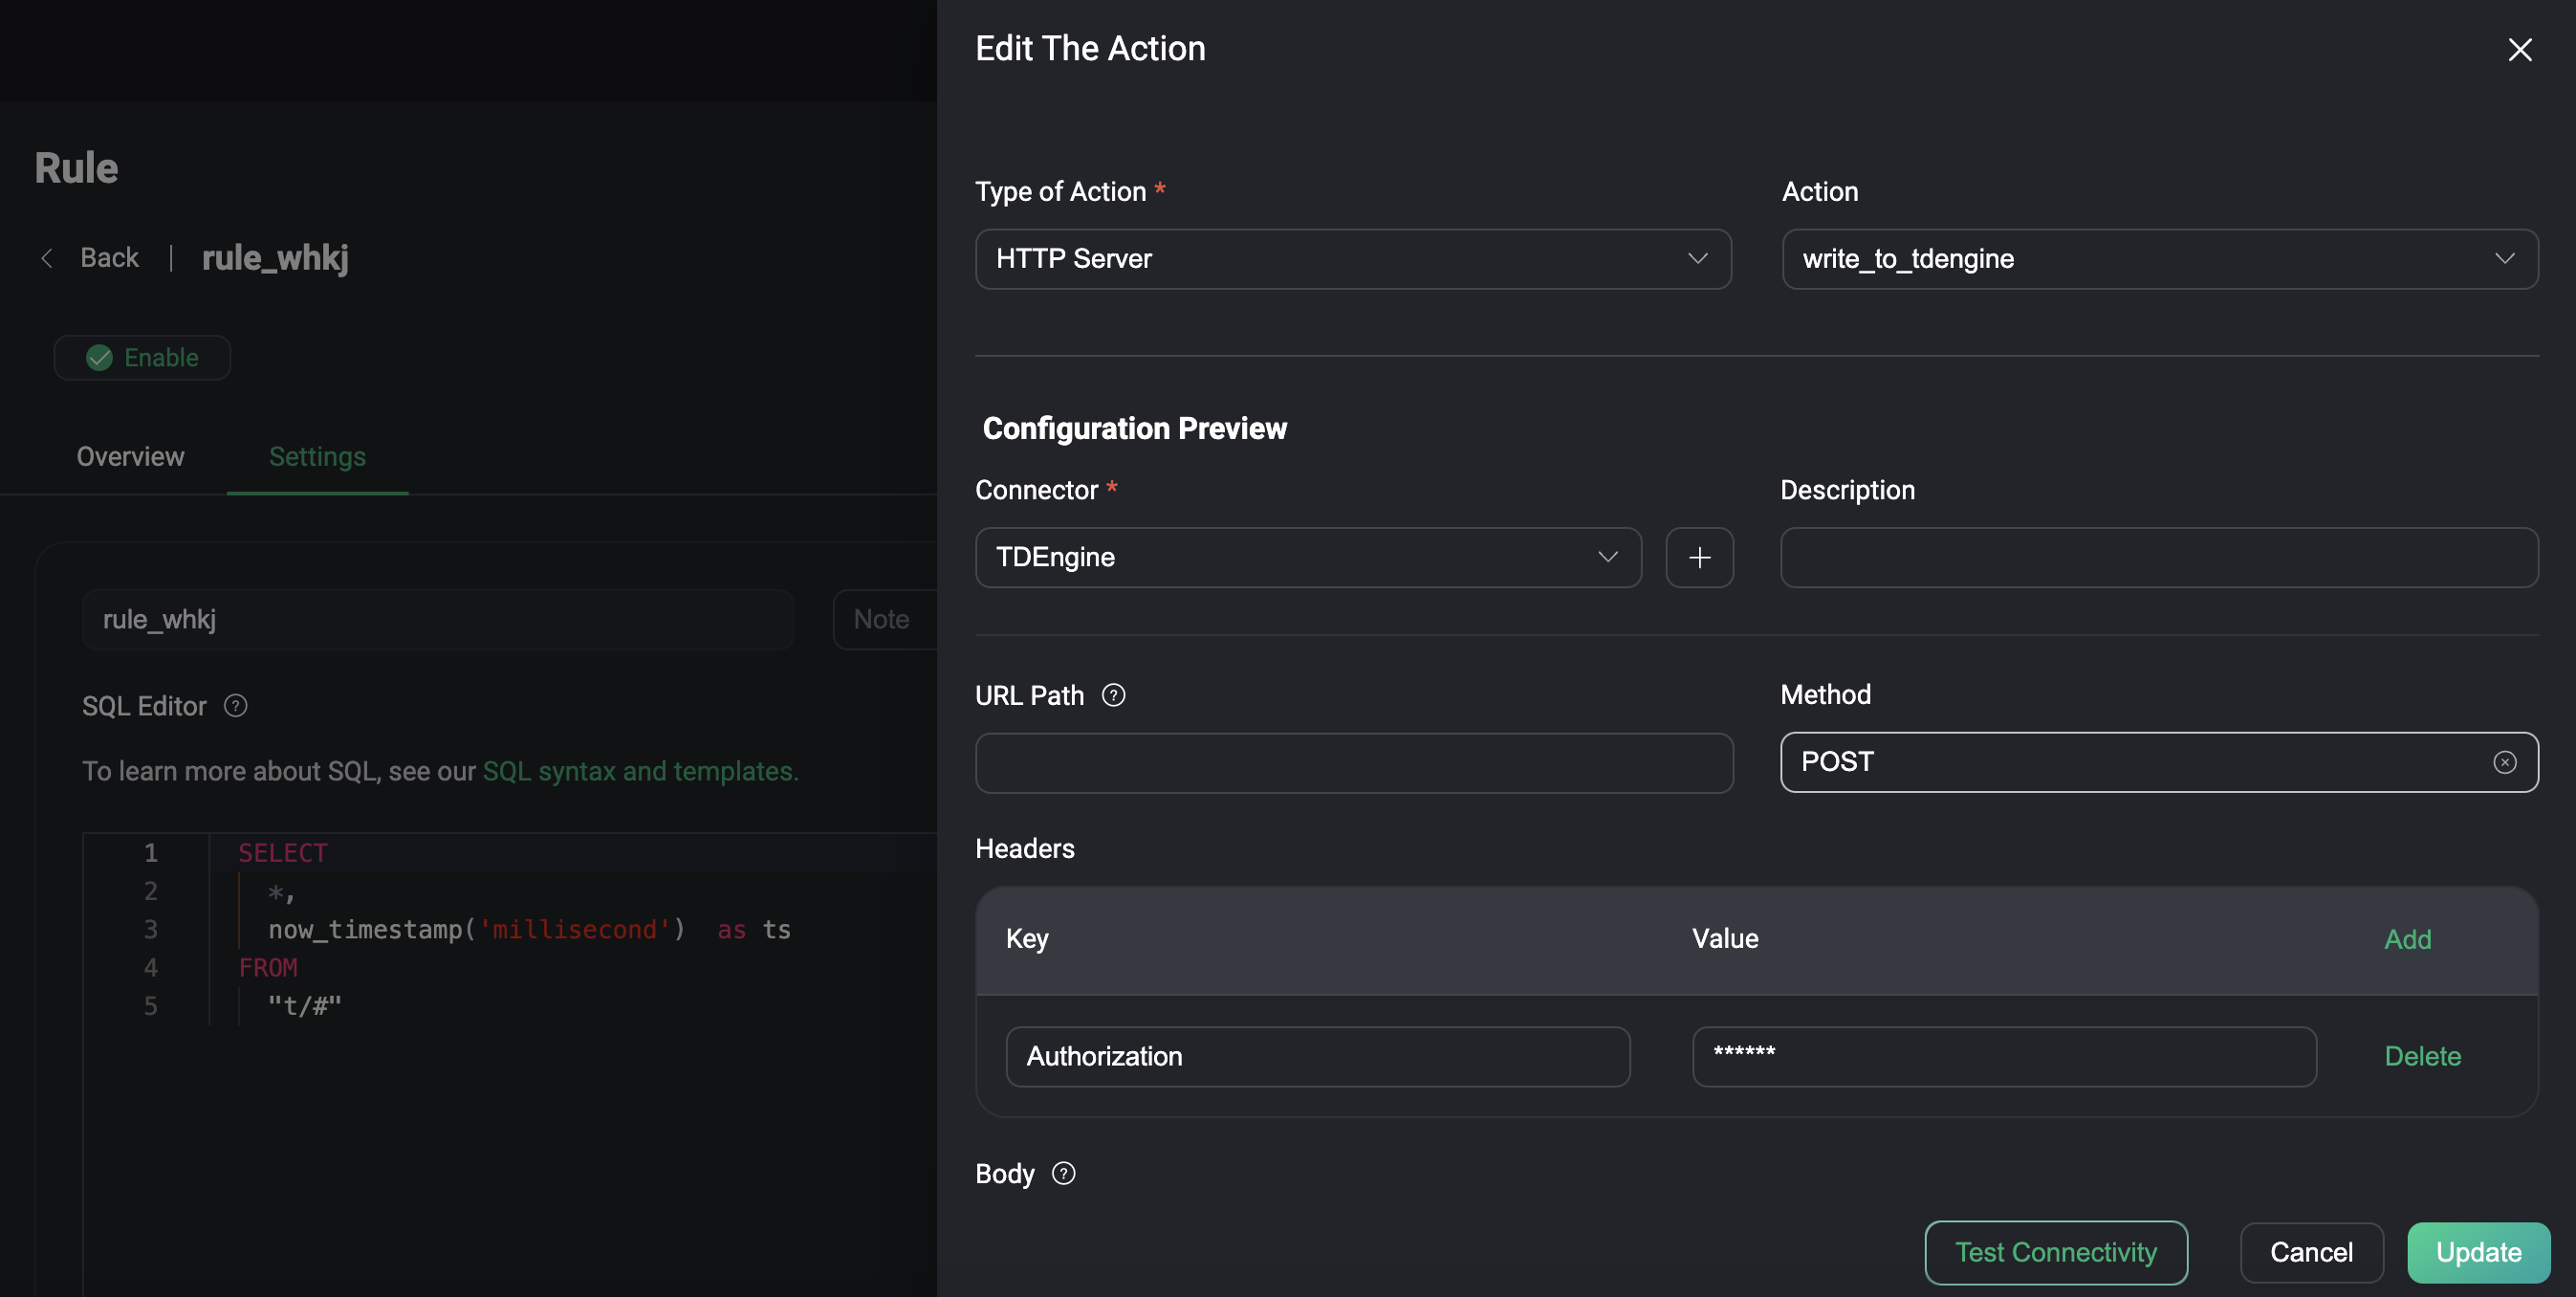 Rule
Back | rule_whkj
Enable
Overview Settings
rule_whkj Note
SQL Editor ?
To learn more about SQL, see our SQL syntax and templates.
1 SELECT
2 *,
3 now_timestamp('millisecond') as ts
4 FROM
5 "t/#"
Edit The Action
Type of Action * Action
HTTP Server write_to_tdengine
Configuration Preview
Connector * Description
TDEngine +
URL Path ? Method
POST
Headers
Key Value Add
Authorization ****** Delete
Body ?
Test Connectivity Cancel Update